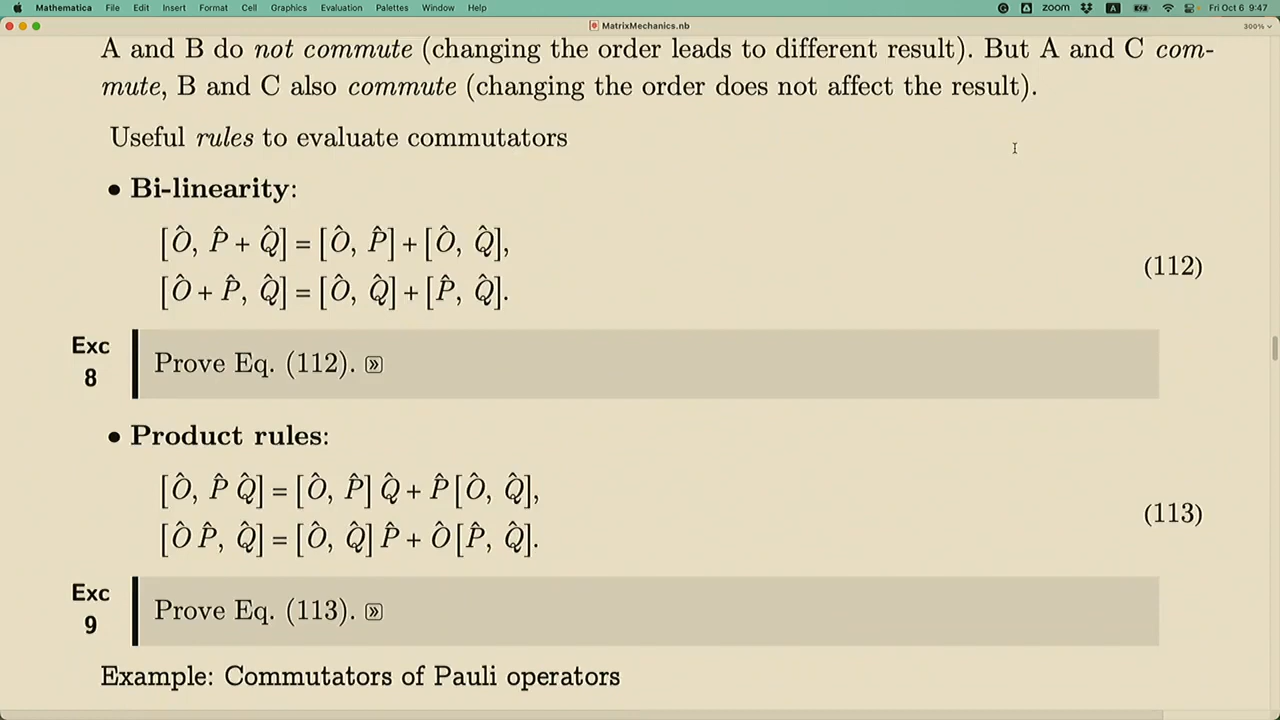 Mathematica File Edit Insert Format Cell Graphics Evaluation Palettes Window Help zoom A Fri Oct 6 9:47
MatrixMechanics.nb 300%
A and B do not commute (changing the order leads to different result). But A and C com-
mute, B and C also commute (changing the order does not affect the result).
Useful rules to evaluate commutators
• Bi-linearity:
[Ô, P̂ + Q̂] = [Ô, P̂] + [Ô, Q̂],
[Ô + P̂, Q̂] = [Ô, Q̂] + [P̂, Q̂].
(112)
Exc
8
Prove Eq. (112).
• Product rules:
[Ô, P̂ Q̂] = [Ô, P̂] Q̂ + P̂ [Ô, Q̂],
[Ô P̂, Q̂] = [Ô, Q̂] P̂ + Ô [P̂, Q̂].
(113)
Exc
9
Prove Eq. (113).
Example: Commutators of Pauli operators